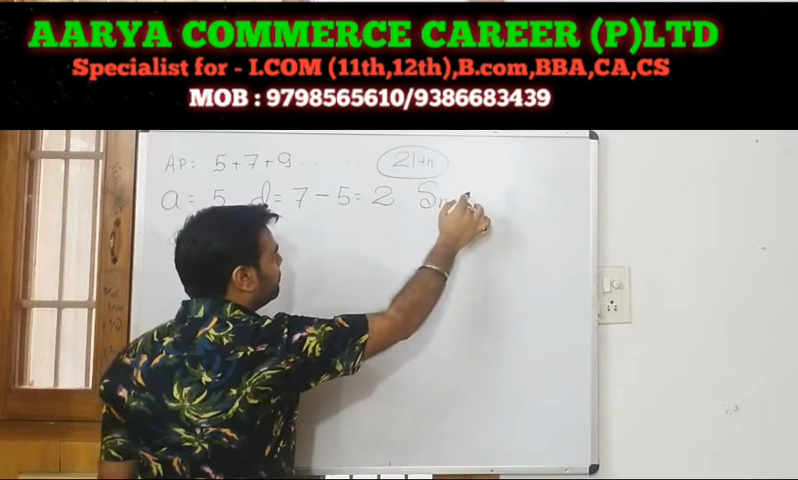 AARYA COMMERCE CAREER (P)LTD
Specialist for - I.COM (11th,12th),B.com,BBA,CA,CS
MOB : 9798565610/9386683439
AP: 5+7+9 . . . . 21th
a = 5 d = 7 - 5 = 2 Sn